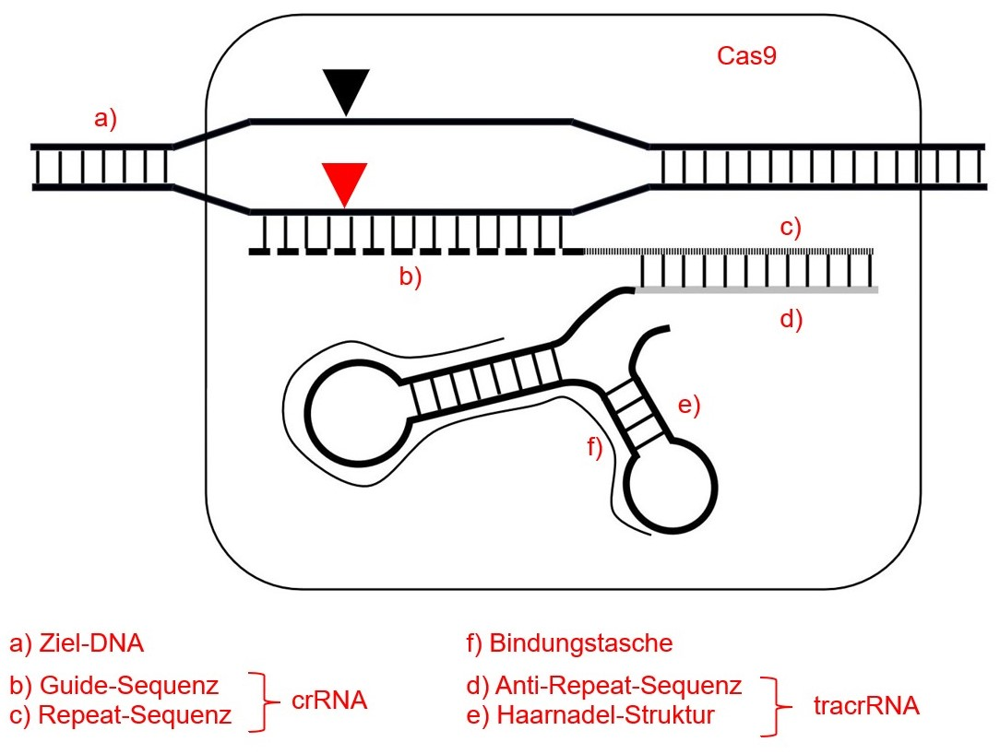 Cas9
a)
c)
b)
d)
e)
f)
a) Ziel-DNA
b) Guide-Sequenz
c) Repeat-Sequenz
crRNA
f) Bindungstasche
d) Anti-Repeat-Sequenz
e) Haarnadel-Struktur
tracrRNA